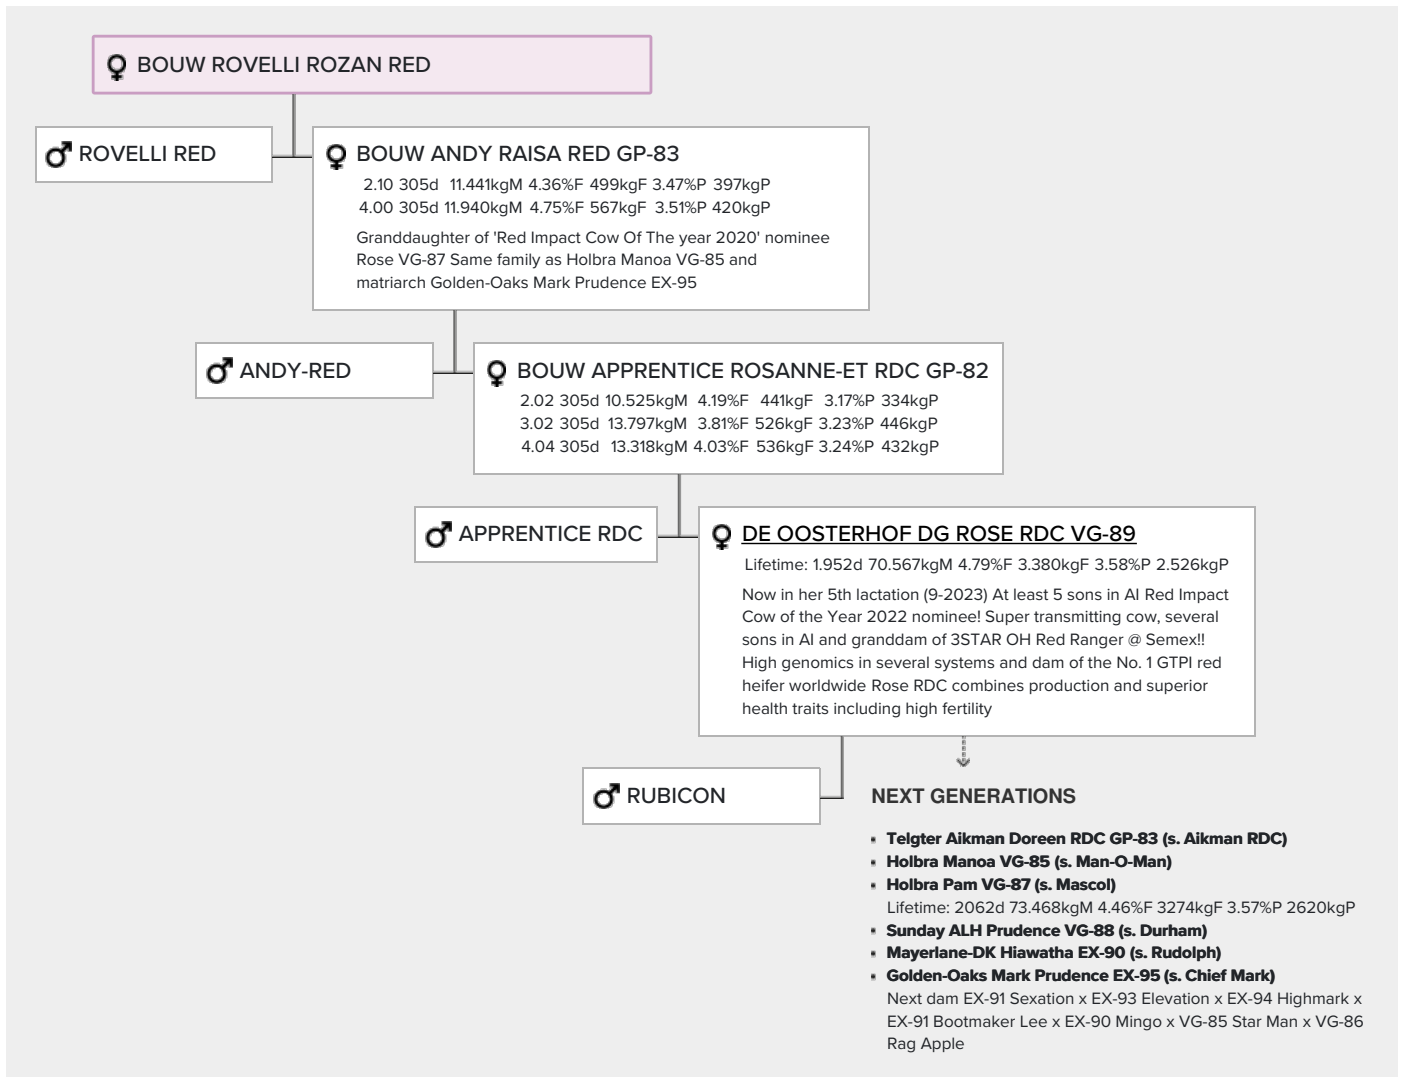 BOUW ROVELLI ROZAN RED
ROVELLI RED
BOUW ANDY RAISA RED GP-83
2.10 305d 11.441kgM 4.36%F 499kgF 3.47%P 397kgP
4.00 305d 11.940kgM 4.75%F 567kgF 3.51%P 420kgP
Granddaughter of 'Red Impact Cow Of The year 2020' nominee
Rose VG-87 Same family as Holbra Manoa VG-85 and
matriarch Golden-Oaks Mark Prudence EX-95
ANDY-RED
BOUW APPRENTICE ROSANNE-ET RDC GP-82
2.02 305d 10.525kgM 4.19%F 441kgF 3.17%P 334kgP
3.02 305d 13.797kgM 3.81%F 526kgF 3.23%P 446kgP
4.04 305d 13.318kgM 4.03%F 536kgF 3.24%P 432kgP
APPRENTICE RDC
DE OOSTERHOF DG ROSE RDC VG-89
Lifetime: 1.952d 70.567kgM 4.79%F 3.380kgF 3.58%P 2.526kgP
Now in her 5th lactation (9-2023) At least 5 sons in AI Red Impact
Cow of the Year 2022 nominee! Super transmitting cow, several
sons in AI and granddam of 3STAR OH Red Ranger @ Semex!!
High genomics in several systems and dam of the No. 1 GTPI red
heifer worldwide Rose RDC combines production and superior
health traits including high fertility
RUBICON
NEXT GENERATIONS
Telgter Aikman Doreen RDC GP-83 (s. Aikman RDC)
Holbra Manoa VG-85 (s. Man-O-Man)
Holbra Pam VG-87 (s. Mascol)
Lifetime: 2062d 73.468kgM 4.46%F 3274kgF 3.57%P 2620kgP
Sunday ALH Prudence VG-88 (s. Durham)
Mayerlane-DK Hiawatha EX-90 (s. Rudolph)
Golden-Oaks Mark Prudence EX-95 (s. Chief Mark)
Next dam EX-91 Sexation x EX-93 Elevation x EX-94 Highmark x
EX-91 Bootmaker Lee x EX-90 Mingo x VG-85 Star Man x VG-86
Rag Apple